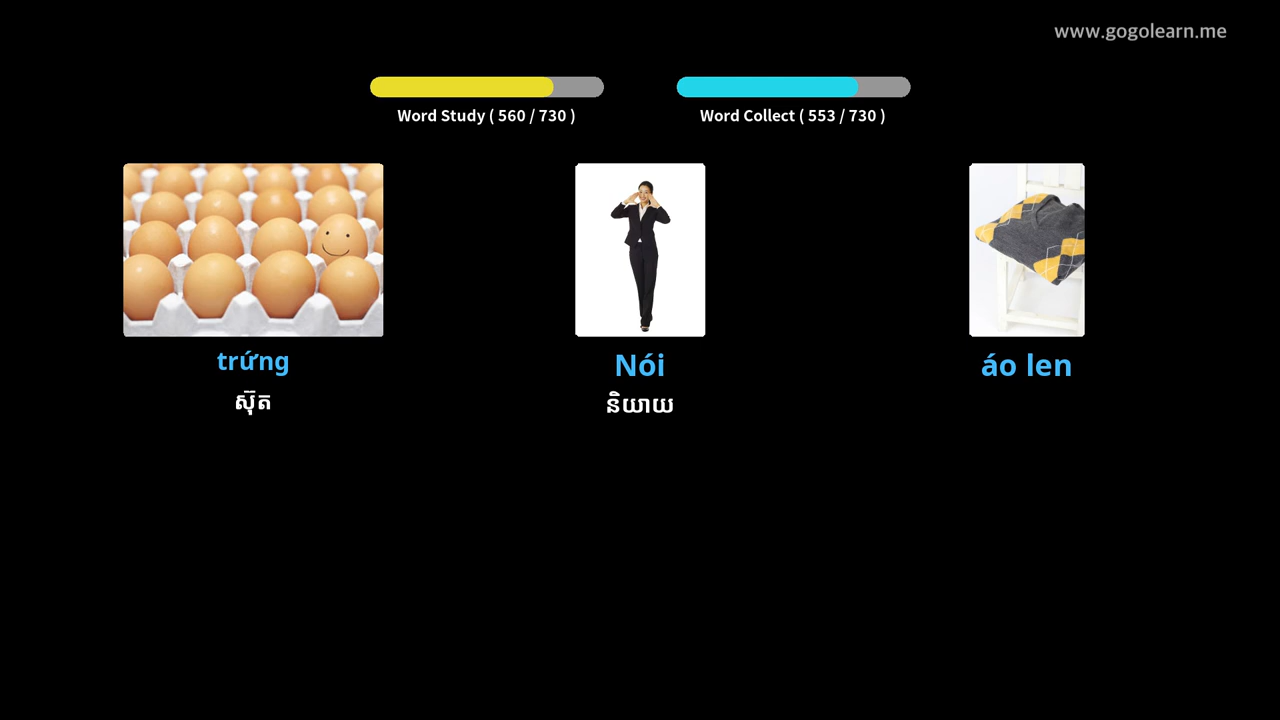 www.gogolearn.me
Word Study ( 560 / 730 )
Word Collect ( 553 / 730 )
trứng
ស៊ុត
Nói
និយាយ
áo len